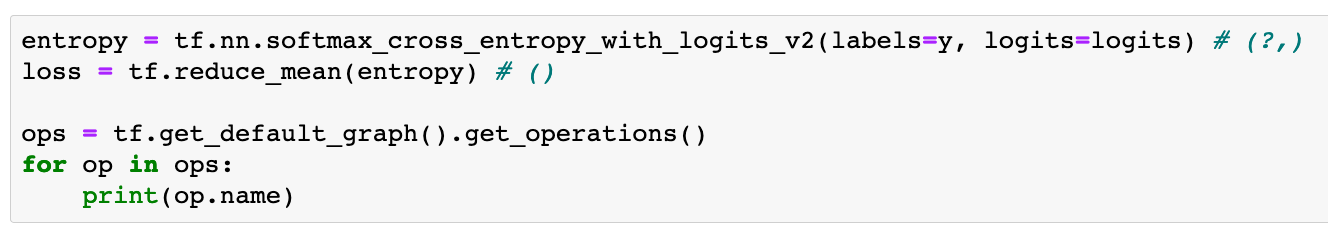 entropy = tf.nn.softmax_cross_entropy_with_logits_v2(labels=y, logits=logits) # (?,)
loss = tf.reduce_mean(entropy) # ()

ops = tf.get_default_graph().get_operations()
for op in ops:
    print(op.name)